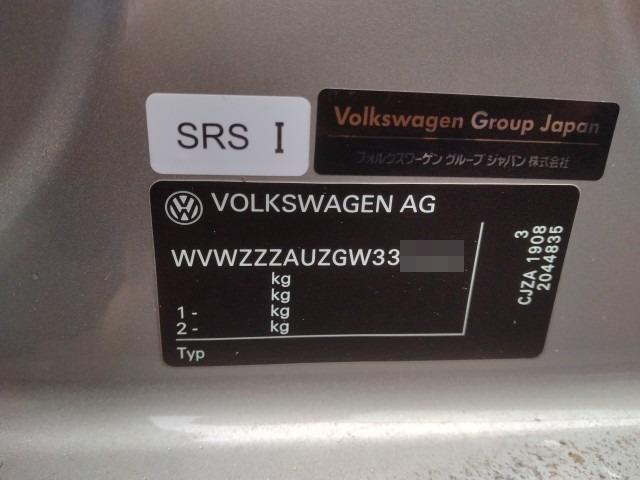 SRS I
Volkswagen Group Japan
フォルクスワーゲン グループ ジャパン 株式会社
VOLKSWAGEN AG
WVWZZZAUZGW33
kg
kg
1 - kg
2 - kg
Typ
3
CJZA 1908
2044835